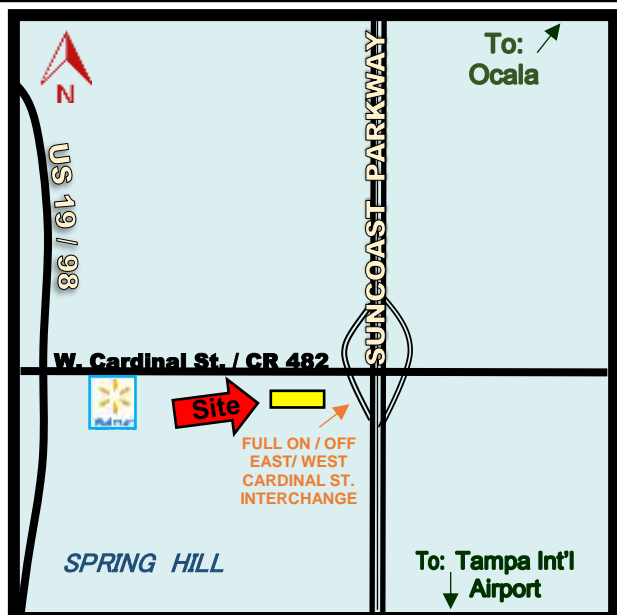 To:
Ocala
N
SUNCOAST PARKWAY
US 19 / 98
W. Cardinal St. / CR 482
Site
FULL ON / OFF
EAST/ WEST
CARDINAL ST.
INTERCHANGE
SPRING HILL
To: Tampa Int'l
Airport